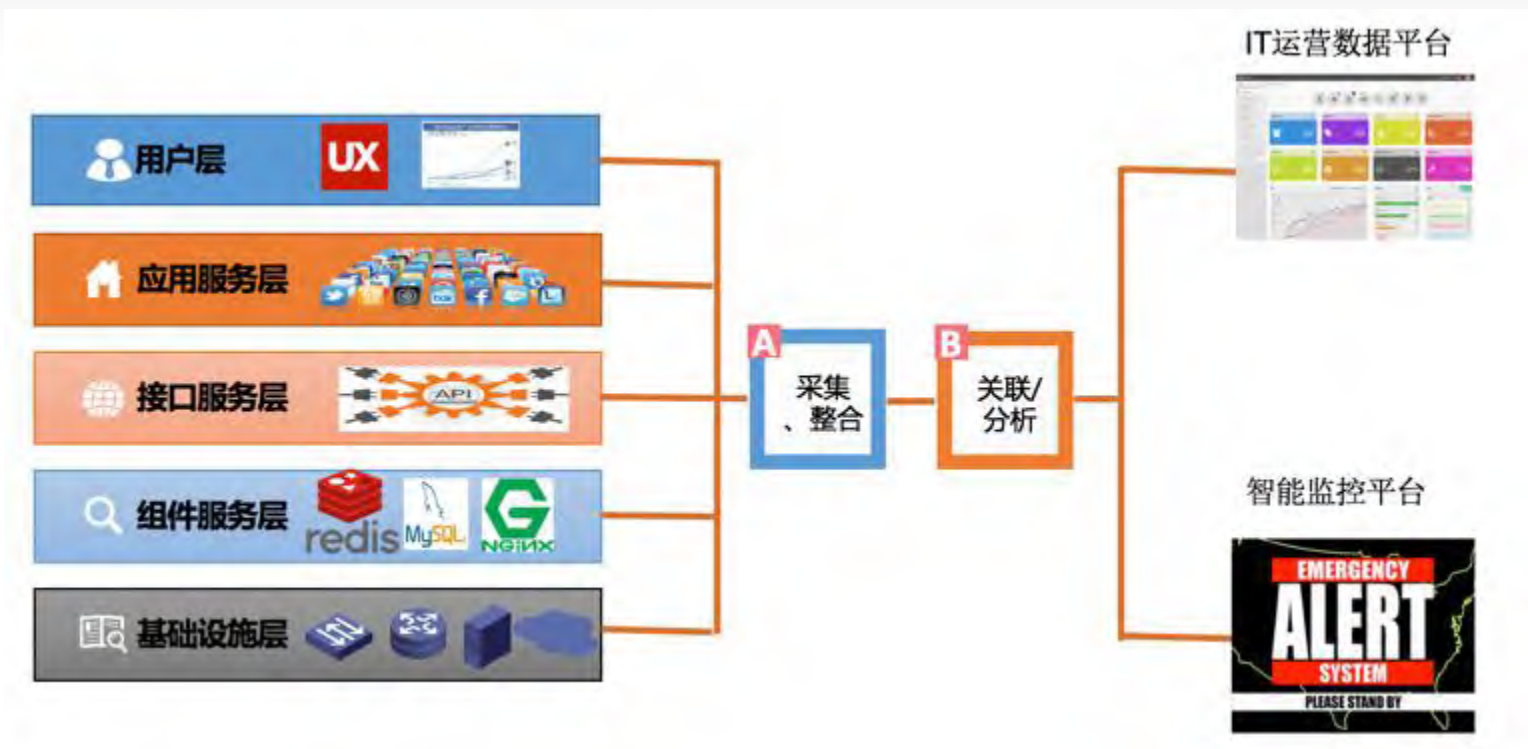 IT运营数据平台
用户层
UX
应用服务层
接口服务层
API
组件服务层
redis
MySQL
NGiNX
基础设施层
A
采集
、整合
B
关联/
分析
智能监控平台
EMERGENCY
ALERT
SYSTEM
PLEASE STAND BY